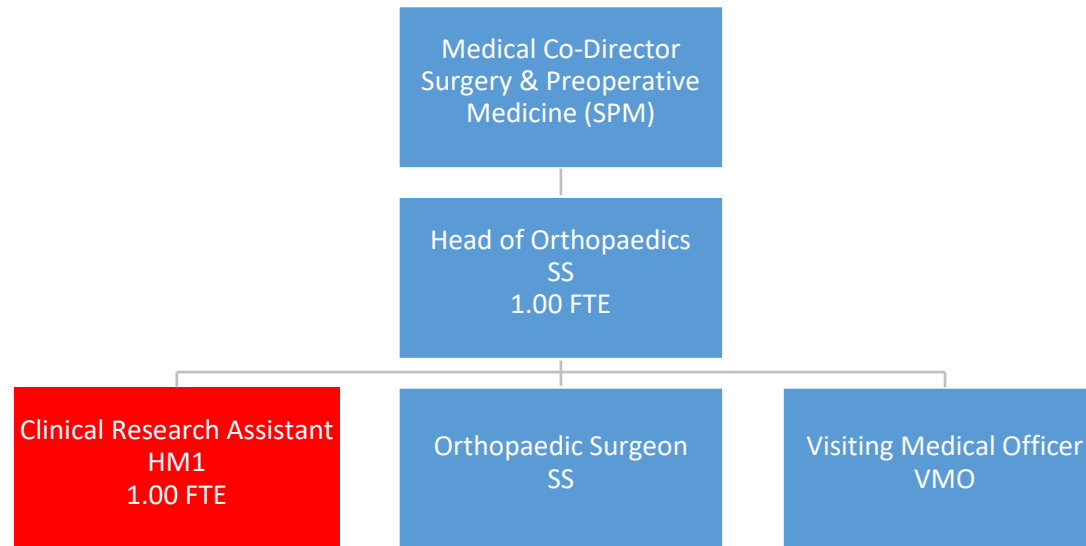 Medical Co-Director
Surgery & Preoperative
Medicine (SPM)
Head of Orthopaedics
SS
1.00 FTE
Clinical Research Assistant
HM1
1.00 FTE
Orthopaedic Surgeon
SS
Visiting Medical Officer
VMO